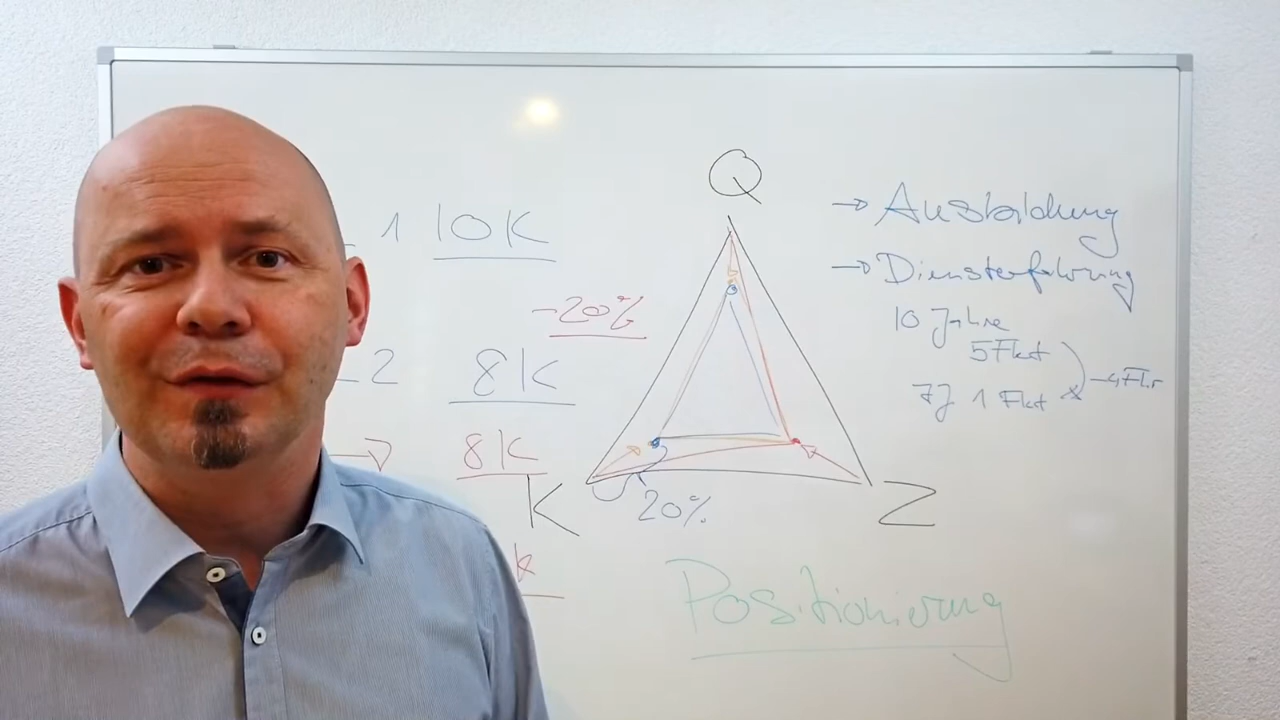 1 10K
-20%
2 8K
→ 8K
k
Q
K
Z
20%
→ Ausbildung
→ Diensterfahrung
10 Jahre
5 Fkt
7J 1 Fkt
Positionierung